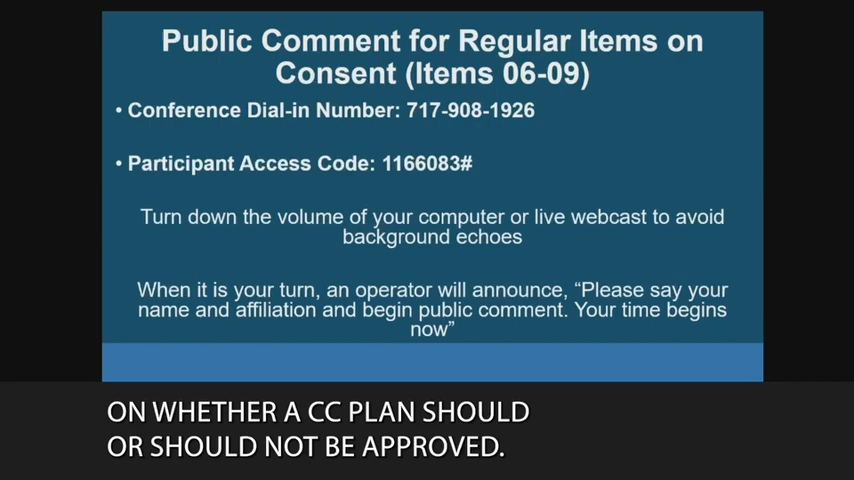 Public Comment for Regular Items on
Consent (Items 06-09)
• Conference Dial-in Number: 717-908-1926
• Participant Access Code: 1166083#
Turn down the volume of your computer or live webcast to avoid
background echoes
When it is your turn, an operator will announce, “Please say your
name and affiliation and begin public comment. Your time begins
now”
ON WHETHER A CC PLAN SHOULD
OR SHOULD NOT BE APPROVED.